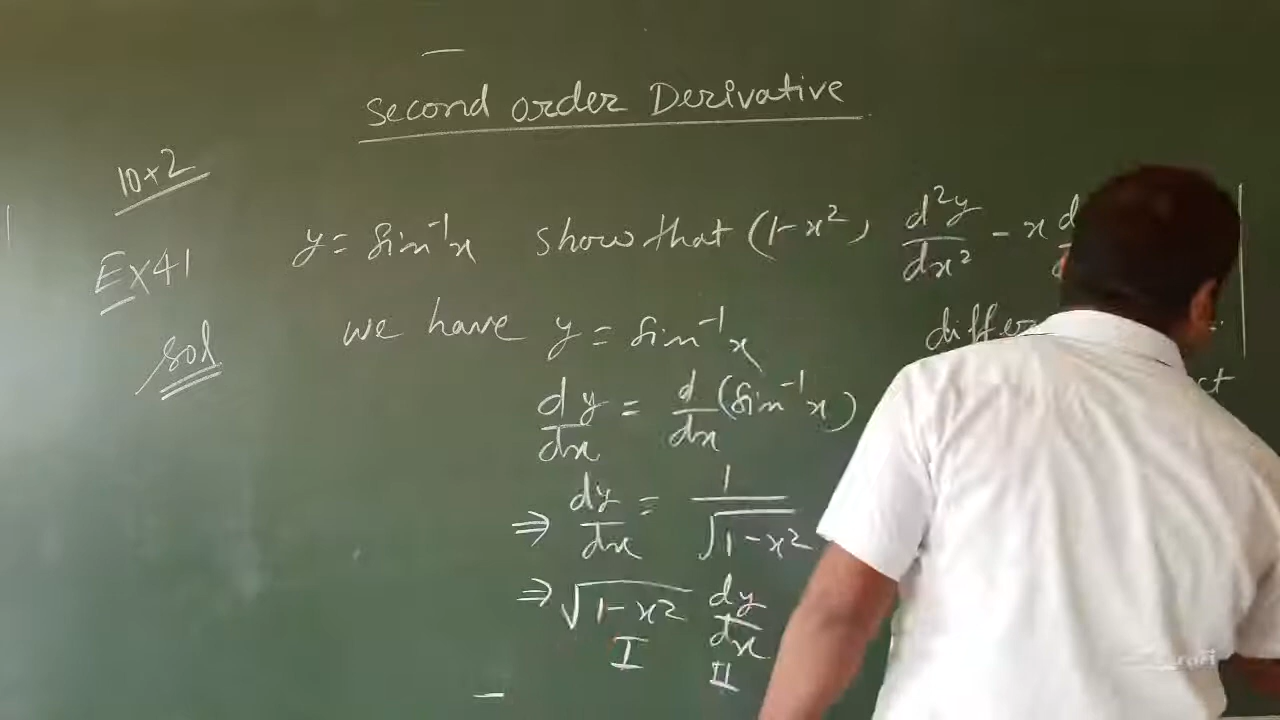 Second order Derivative
10+2
Ex 41 y = sin⁻¹x show that (1-x²) d²y/dx² - x
Sol we have y = sin⁻¹x
dy/dx = d/dx (sin⁻¹x)
⇒ dy/dx = 1/√(1-x²)
⇒ √(1-x²) dy/dx
I II